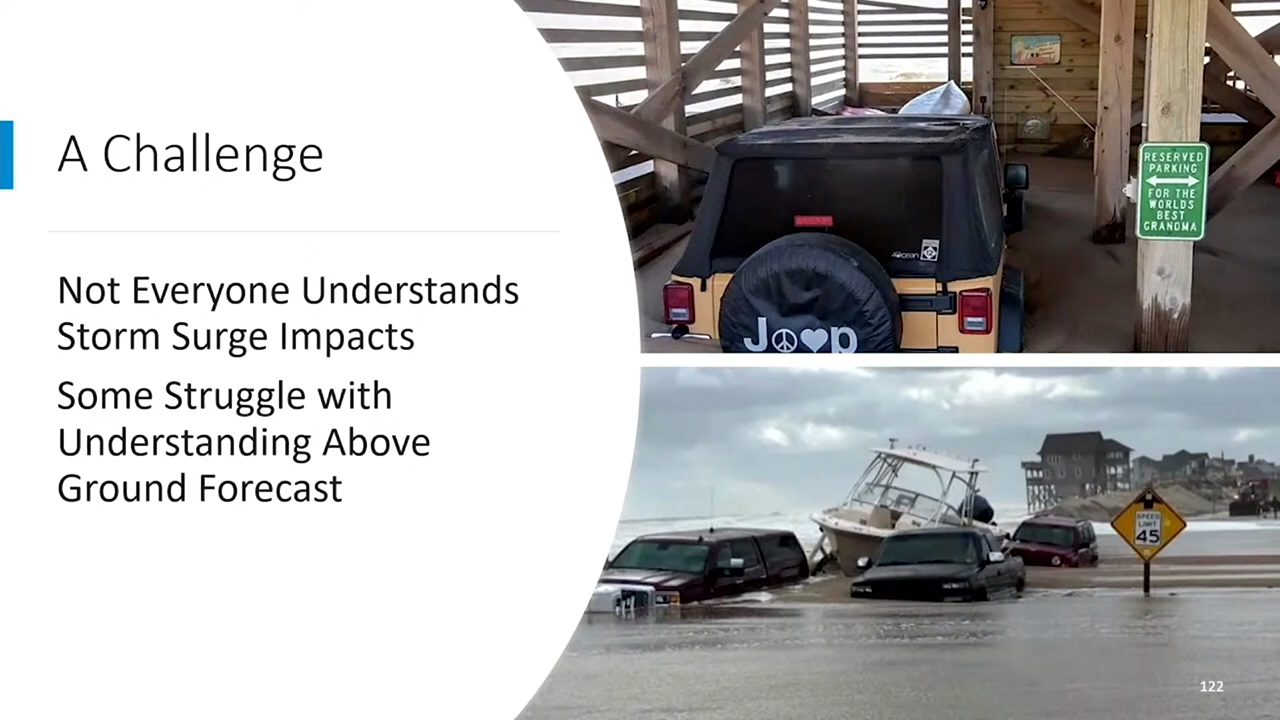 A Challenge
Not Everyone Understands
Storm Surge Impacts
Some Struggle with
Understanding Above
Ground Forecast
RESERVED
PARKING
FOR THE
WORLDS
BEST
GRANDMA
4ocean
J☮♥p
SPEED
LIMIT
45
122